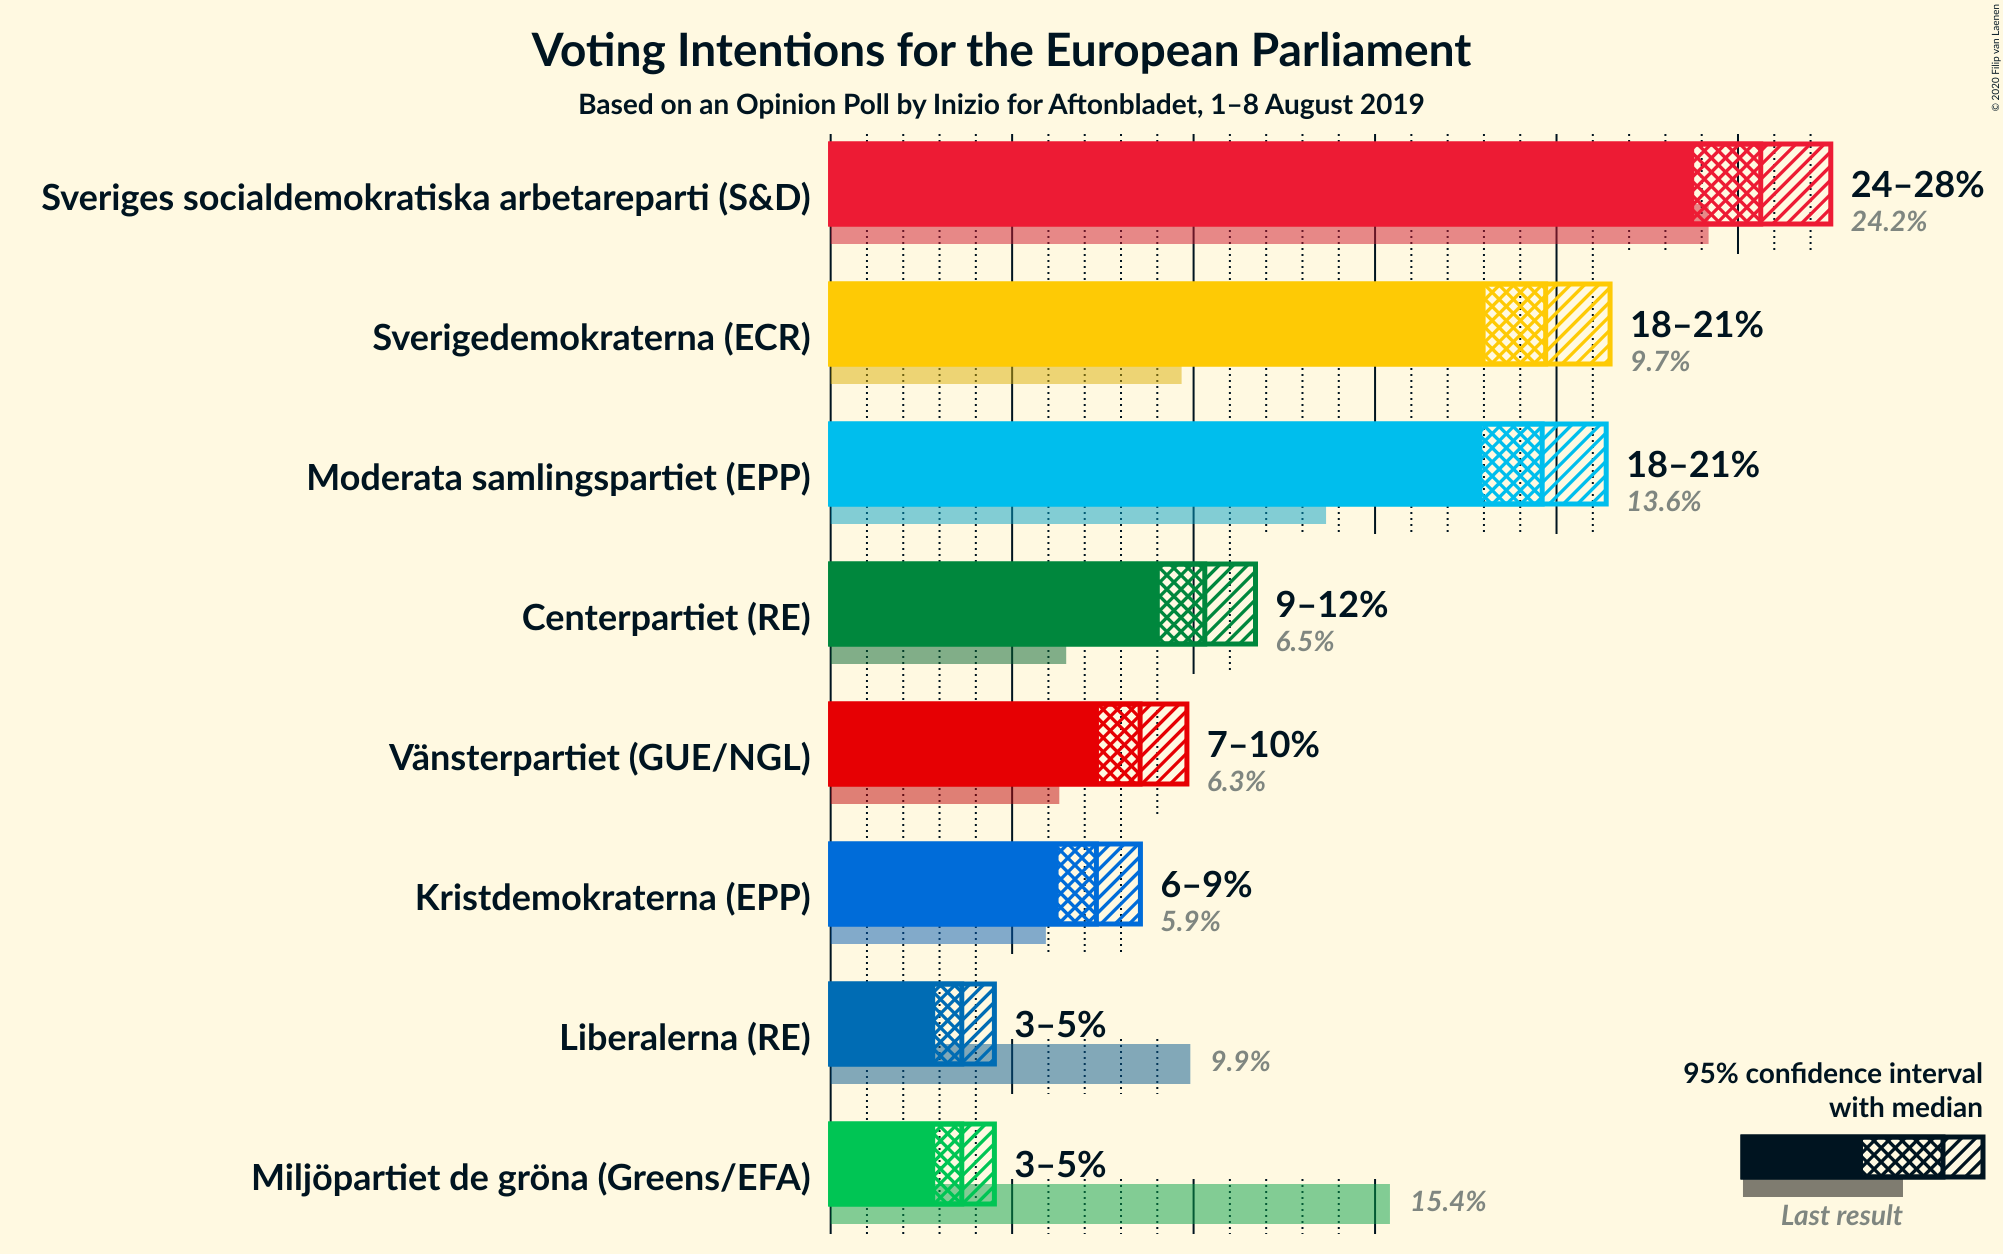 Voting Intentions for the European Parliament
Based on an Opinion Poll by Inizio for Aftonbladet, 1–8 August 2019
© 2020 Filip van Laenen
Sveriges socialdemokratiska arbetareparti (S&D)
24–28%
24.2%
Sverigedemokraterna (ECR)
18–21%
9.7%
Moderata samlingspartiet (EPP)
18–21%
13.6%
Centerpartiet (RE)
9–12%
6.5%
Vänsterpartiet (GUE/NGL)
7–10%
6.3%
Kristdemokraterna (EPP)
6–9%
5.9%
Liberalerna (RE)
3–5%
9.9%
Miljöpartiet de gröna (Greens/EFA)
3–5%
15.4%
95% confidence interval
with median
Last result